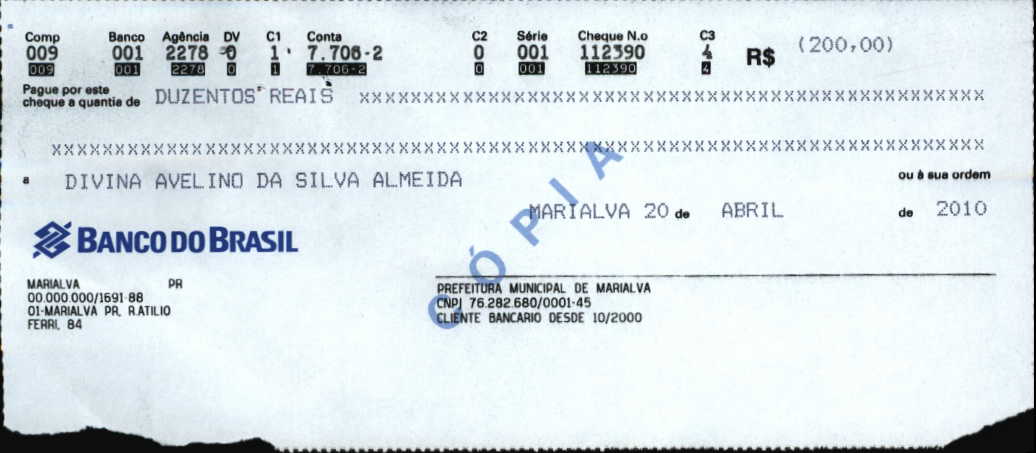 Comp Banco Agência DV C1 Conta C2 Série Cheque N.o C3
009 001 2278 0 1 7.706-2 0 001 112390 4 R$ (200,00)
009 001 2278 0 1 7.706-2 0 001 112390 4
Pague por este
cheque a quantia de DUZENTOS REAIS XXXXXXXXXXXXXXXXXXXXXXXXXXXXXXXXXXXXXXXXXXXXXXXXXXXXX
XXXXXXXXXXXXXXXXXXXXXXXXXXXXXXXXXXXXXXXXXXXXXXXXXXXXXXXXXXXXXXXXXXXXXXXXXXXXXXXX
a DIVINA AVELINO DA SILVA ALMEIDA ou à sua ordem
MARIALVA 20 de ABRIL de 2010
CÓPIA
BANCO DO BRASIL
MARIALVA PR
00.000.000/1691-88
01-MARIALVA PR, R.ATILIO
FERRI, 84
PREFEITURA MUNICIPAL DE MARIALVA
CNPJ 76.282.680/0001-45
CLIENTE BANCARIO DESDE 10/2000